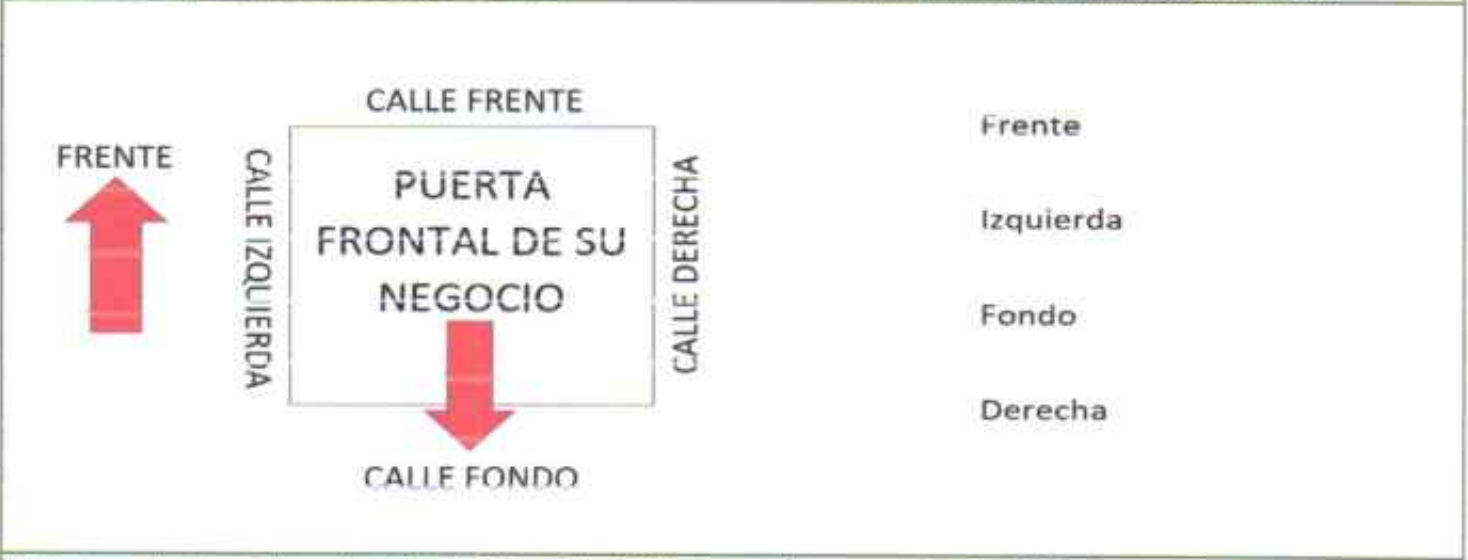 CALLE FRENTE
FRENTE
CALLE IZQUIERDA
PUERTA
FRONTAL DE SU
NEGOCIO
CALLE DERECHA
CALLE FONDO
Frente
Izquierda
Fondo
Derecha